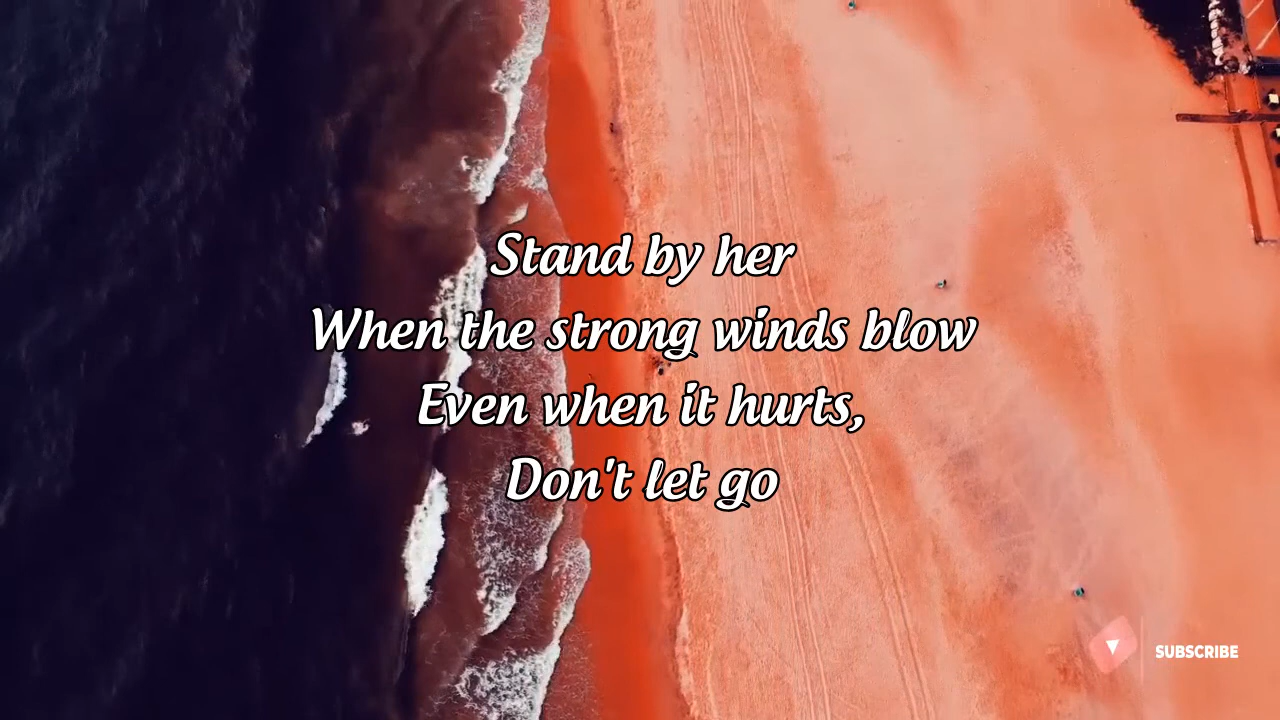 Stand by her
When the strong winds blow
Even when it hurts,
Don't let go
SUBSCRIBE